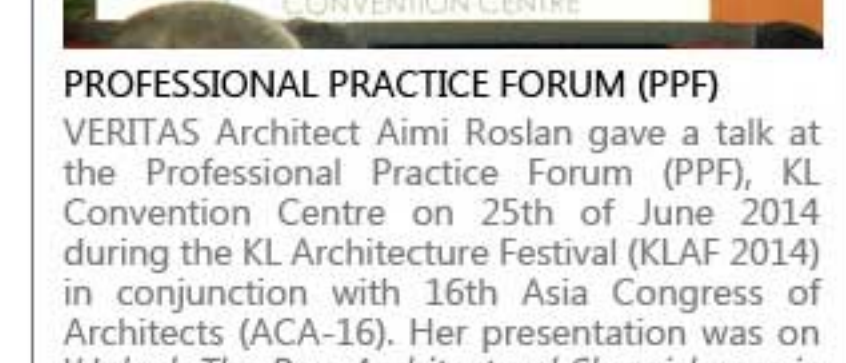 CONVENTION CENTRE
PROFESSIONAL PRACTICE FORUM (PPF)
VERITAS Architect Aimi Roslan gave a talk at
the Professional Practice Forum (PPF), KL
Convention Centre on 25th of June 2014
during the KL Architecture Festival (KLAF 2014)
in conjunction with 16th Asia Congress of
Architects (ACA-16). Her presentation was on